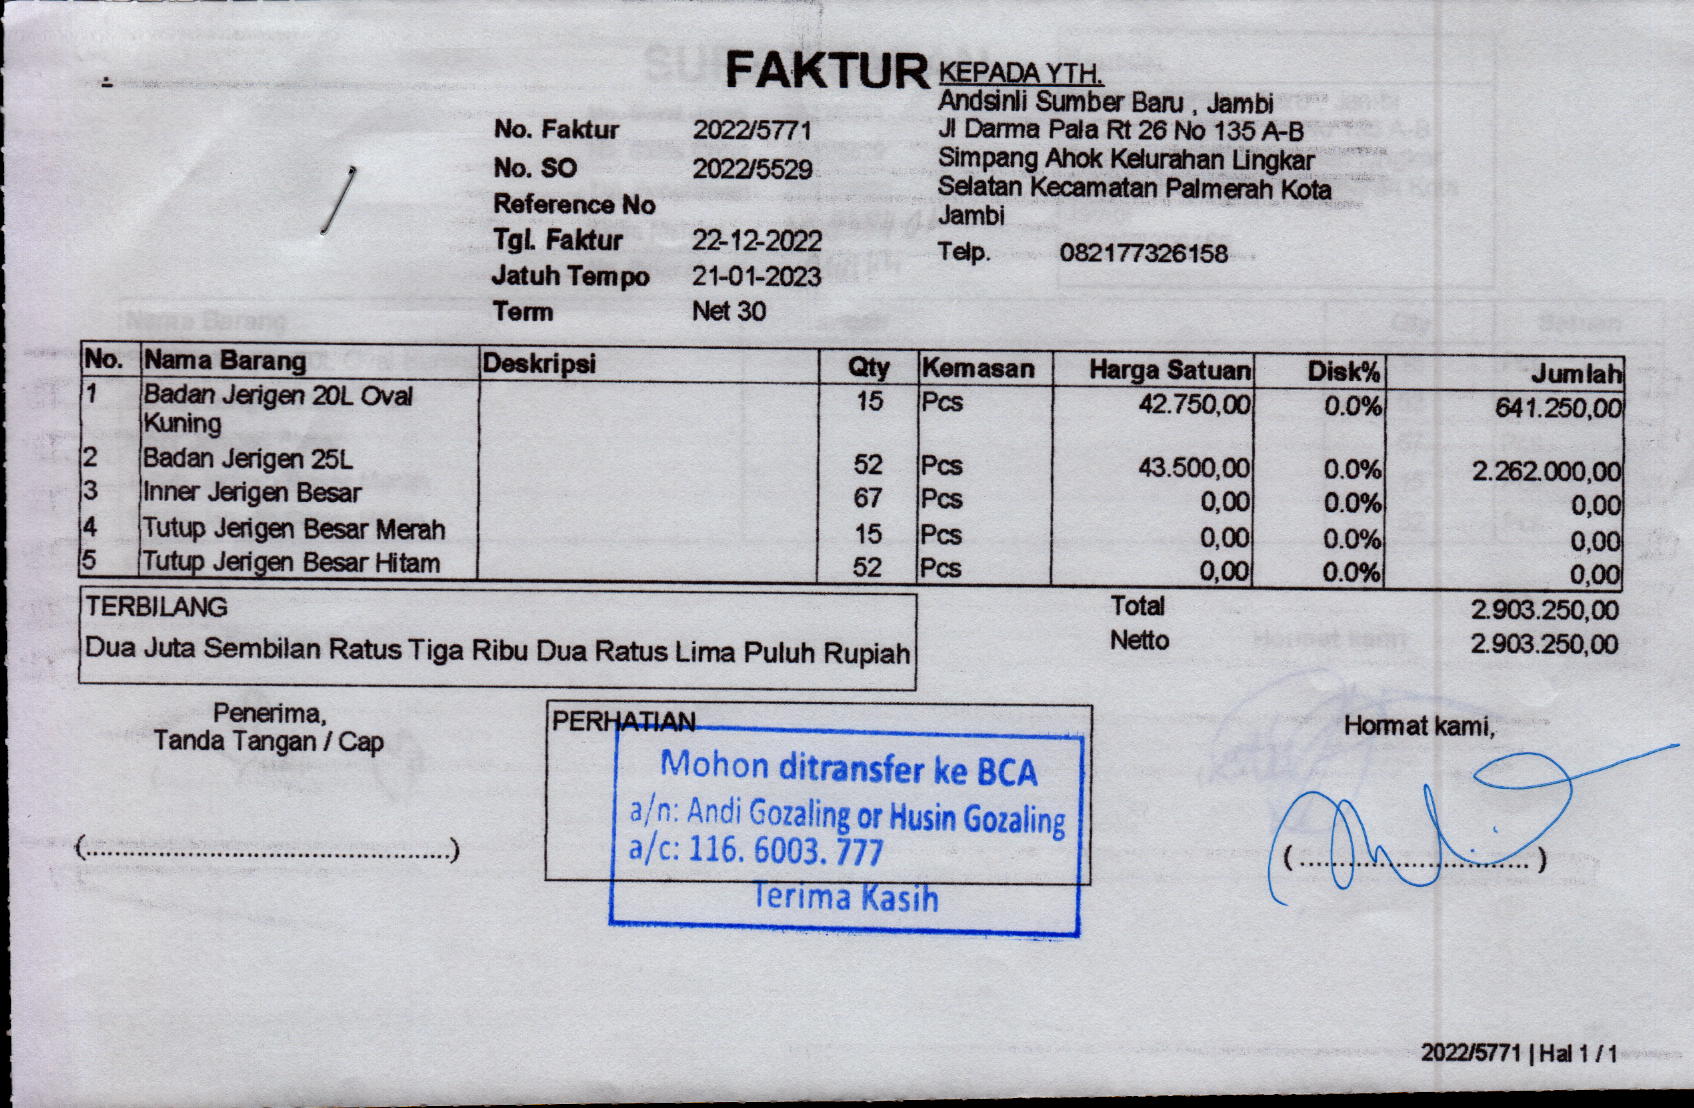 FAKTUR
No. Faktur 2022/5771
No. SO 2022/5529
Reference No
Tgl. Faktur 22-12-2022
Jatuh Tempo 21-01-2023
Term Net 30
KEPADA YTH.
Andsinli Sumber Baru , Jambi
Jl Darma Pala Rt 26 No 135 A-B
Simpang Ahok Kelurahan Lingkar
Selatan Kecamatan Palmerah Kota
Jambi
Telp. 082177326158
No. Nama Barang Deskripsi Qty Kemasan Harga Satuan Disk% Jumlah
1 Badan Jerigen 20L Oval 15 Pcs 42.750,00 0.0% 641.250,00
Kuning
2 Badan Jerigen 25L 52 Pcs 43.500,00 0.0% 2.262.000,00
3 Inner Jerigen Besar 67 Pcs 0,00 0.0% 0,00
4 Tutup Jerigen Besar Merah 15 Pcs 0,00 0.0% 0,00
5 Tutup Jerigen Besar Hitam 52 Pcs 0,00 0.0% 0,00
TERBILANG
Dua Juta Sembilan Ratus Tiga Ribu Dua Ratus Lima Puluh Rupiah
Total 2.903.250,00
Netto 2.903.250,00
Penerima,
Tanda Tangan / Cap
(..................................................)
PERHATIAN
Mohon ditransfer ke BCA
a/n: Andi Gozaling or Husin Gozaling
a/c: 116. 6003. 777
Terima Kasih
Hormat kami,
(................................)
2022/5771 | Hal 1 / 1